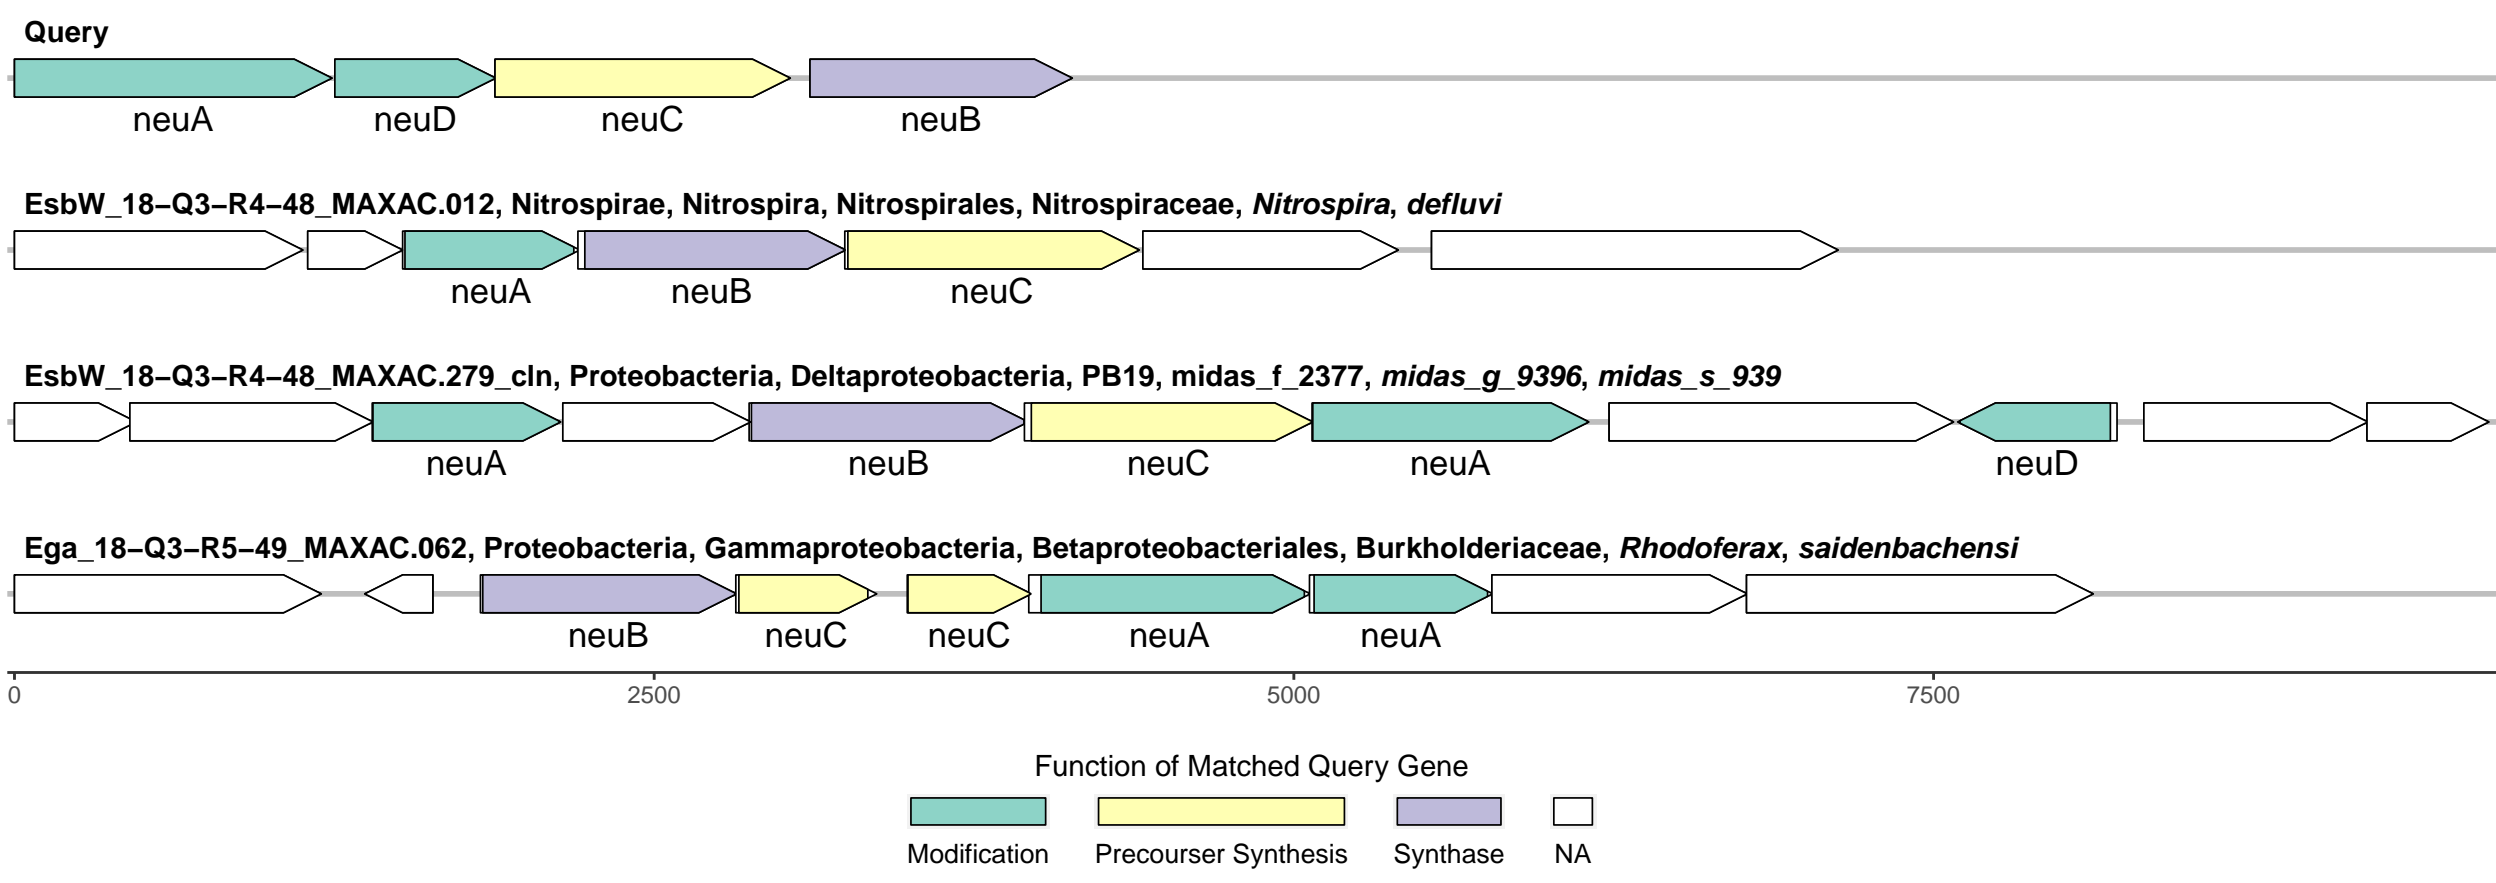 Query
neuA neuD neuC neuB
EsbW_18−Q3−R4−48_MAXAC.012, Nitrospirae, Nitrospira, Nitrospirales, Nitrospiraceae, Nitrospira, defluvi
neuA neuB neuC
EsbW_18−Q3−R4−48_MAXAC.279_cln, Proteobacteria, Deltaproteobacteria, PB19, midas_f_2377, midas_g_9396, midas_s_939
neuA neuB neuC neuA neuD
Ega_18−Q3−R5−49_MAXAC.062, Proteobacteria, Gammaproteobacteria, Betaproteobacteriales, Burkholderiaceae, Rhodoferax, saidenbachensi
neuB neuC neuC neuA neuA
0 2500 5000 7500
Function of Matched Query Gene
Modification Precourser Synthesis Synthase NA